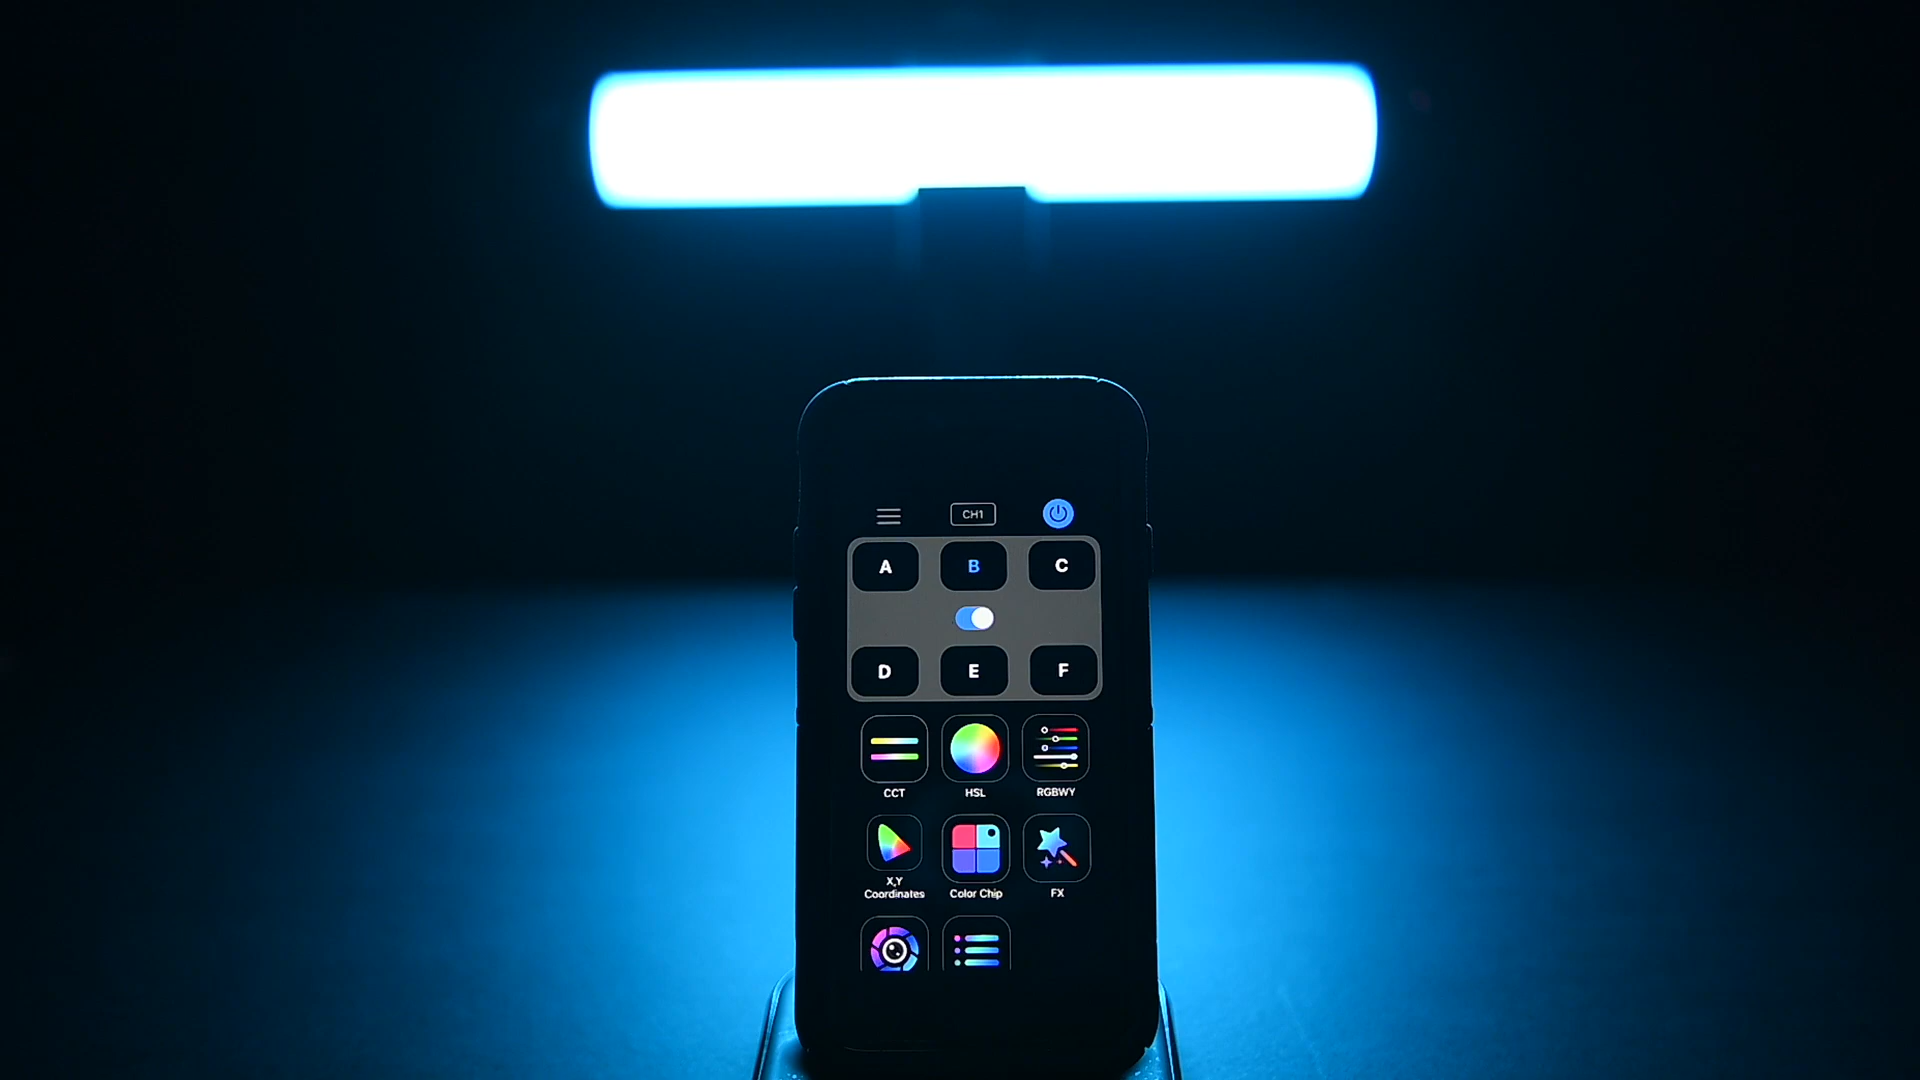 CH1
A B C
D E F
CCT HSL RGBWY
X,Y
Coordinates Color Chip FX